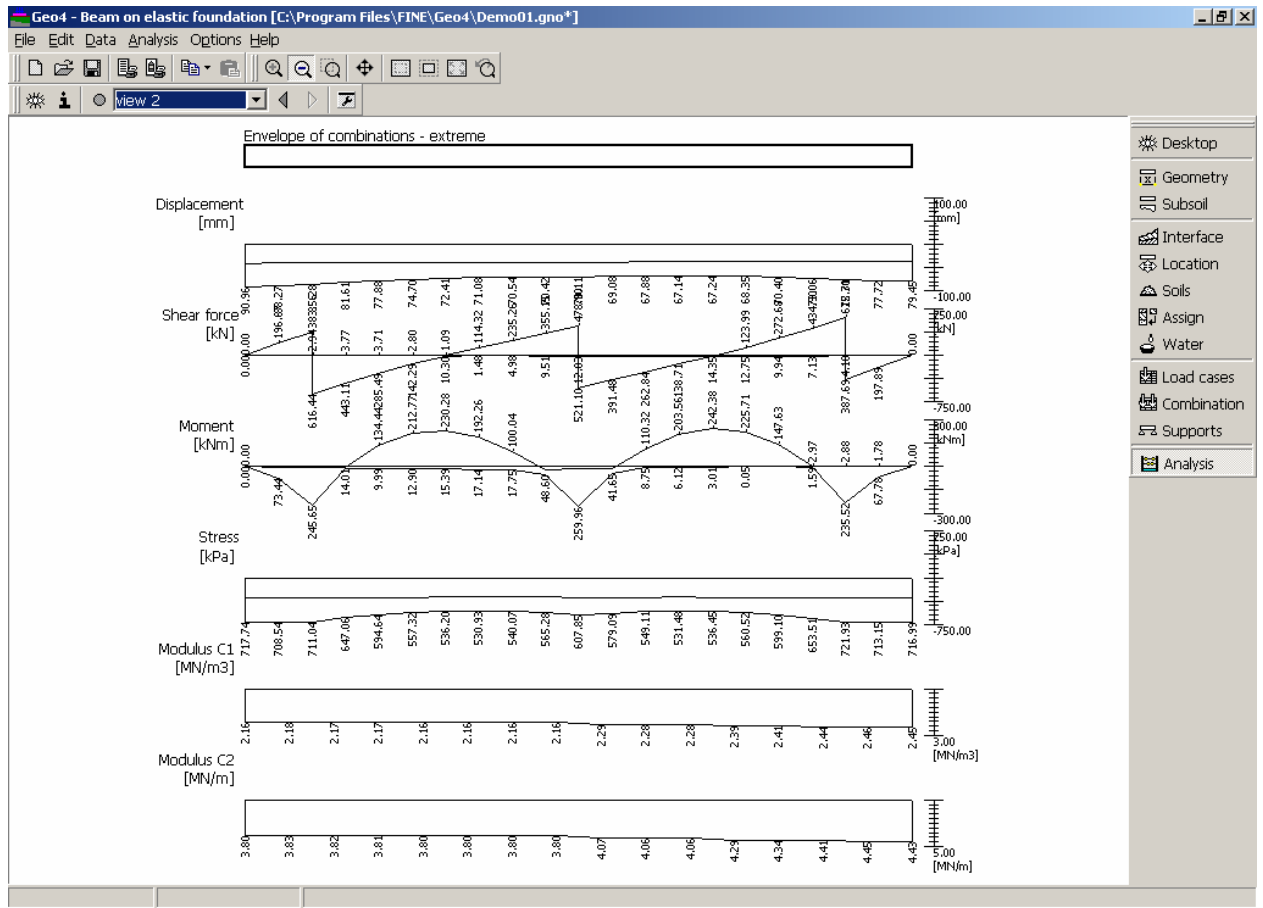 Geo4 - Beam on elastic foundation [C:\Program Files\FINE\Geo4\Demo01.gno*]
File Edit Data Analysis Options Help
view 2
Envelope of combinations - extreme
Desktop
Geometry
Subsoil
Interface
Location
Soils
Assign
Water
Load cases
Combination
Supports
Analysis
Displacement
[mm]
100.00
[mm]
90.96 81.61 77.88 74.70 72.41 71.08 69.08 67.88 67.14 67.24 68.35 77.72 79.45
-100.00
Shear force
[kN]
750.00
[kN]
-3.77 -3.71 -2.80 -1.09 -114.32 123.99
0.00
616.44 443.11 10.30 1.48 4.98 9.51 521.10 391.48 14.35 12.75 9.94 7.13 387.69 197.89
-750.00
Moment
[kNm]
300.00
[kNm]
-230.28 -192.26 -100.04 -242.38 -225.71 -147.63 -2.97 -2.88 -1.78 0.00
73.44 245.65 14.01 9.99 12.90 15.39 17.14 17.75 48.60 259.96 41.65 8.75 6.12 3.01 0.05 1.59 235.52 67.78
-300.00
Stress
[kPa]
750.00
[kPa]
717.74 708.54 711.04 647.06 594.64 557.32 536.20 530.93 540.07 565.28 607.85 579.09 549.11 531.48 536.45 560.52 599.10 653.51 721.93 713.15 716.99
-750.00
Modulus C1
[MN/m3]
2.16 2.18 2.17 2.17 2.16 2.16 2.16 2.16 2.29 2.28 2.28 2.39 2.41 2.44 2.46 2.45
3.00
[MN/m3]
Modulus C2
[MN/m]
3.80 3.83 3.82 3.81 3.80 3.80 3.80 3.80 4.07 4.06 4.06 4.29 4.34 4.41 4.45 4.43
5.00
[MN/m]